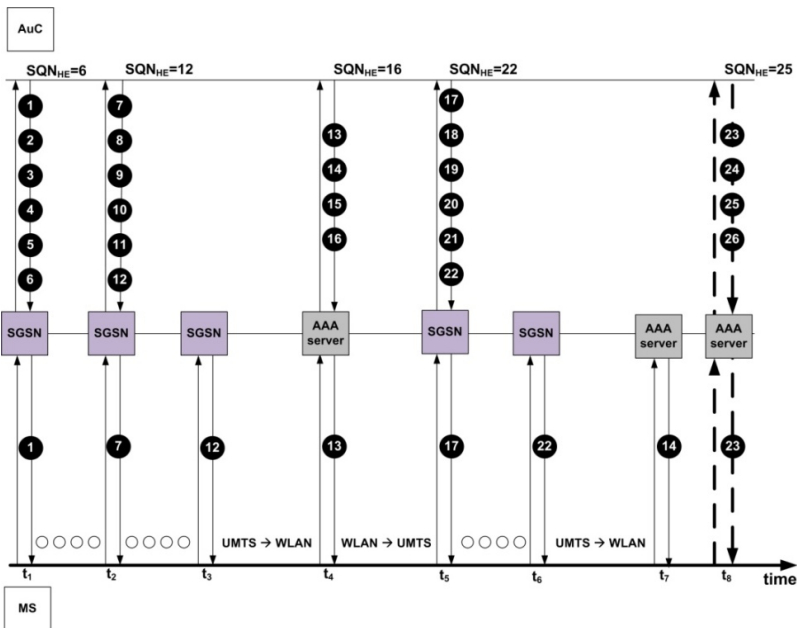 AuC
SQNHE=6 SQNHE=12 SQNHE=16 SQNHE=22 SQNHE=25
1 7 17
2 8 13 18 23
3 9 14 19 24
4 10 15 20 25
5 11 16 21 26
6 12 22
SGSN SGSN SGSN AAA server SGSN SGSN AAA server AAA server
1 7 12 13 17 22 14 23
UMTS → WLAN WLAN → UMTS UMTS → WLAN
t1 t2 t3 t4 t5 t6 t7 t8 time
MS